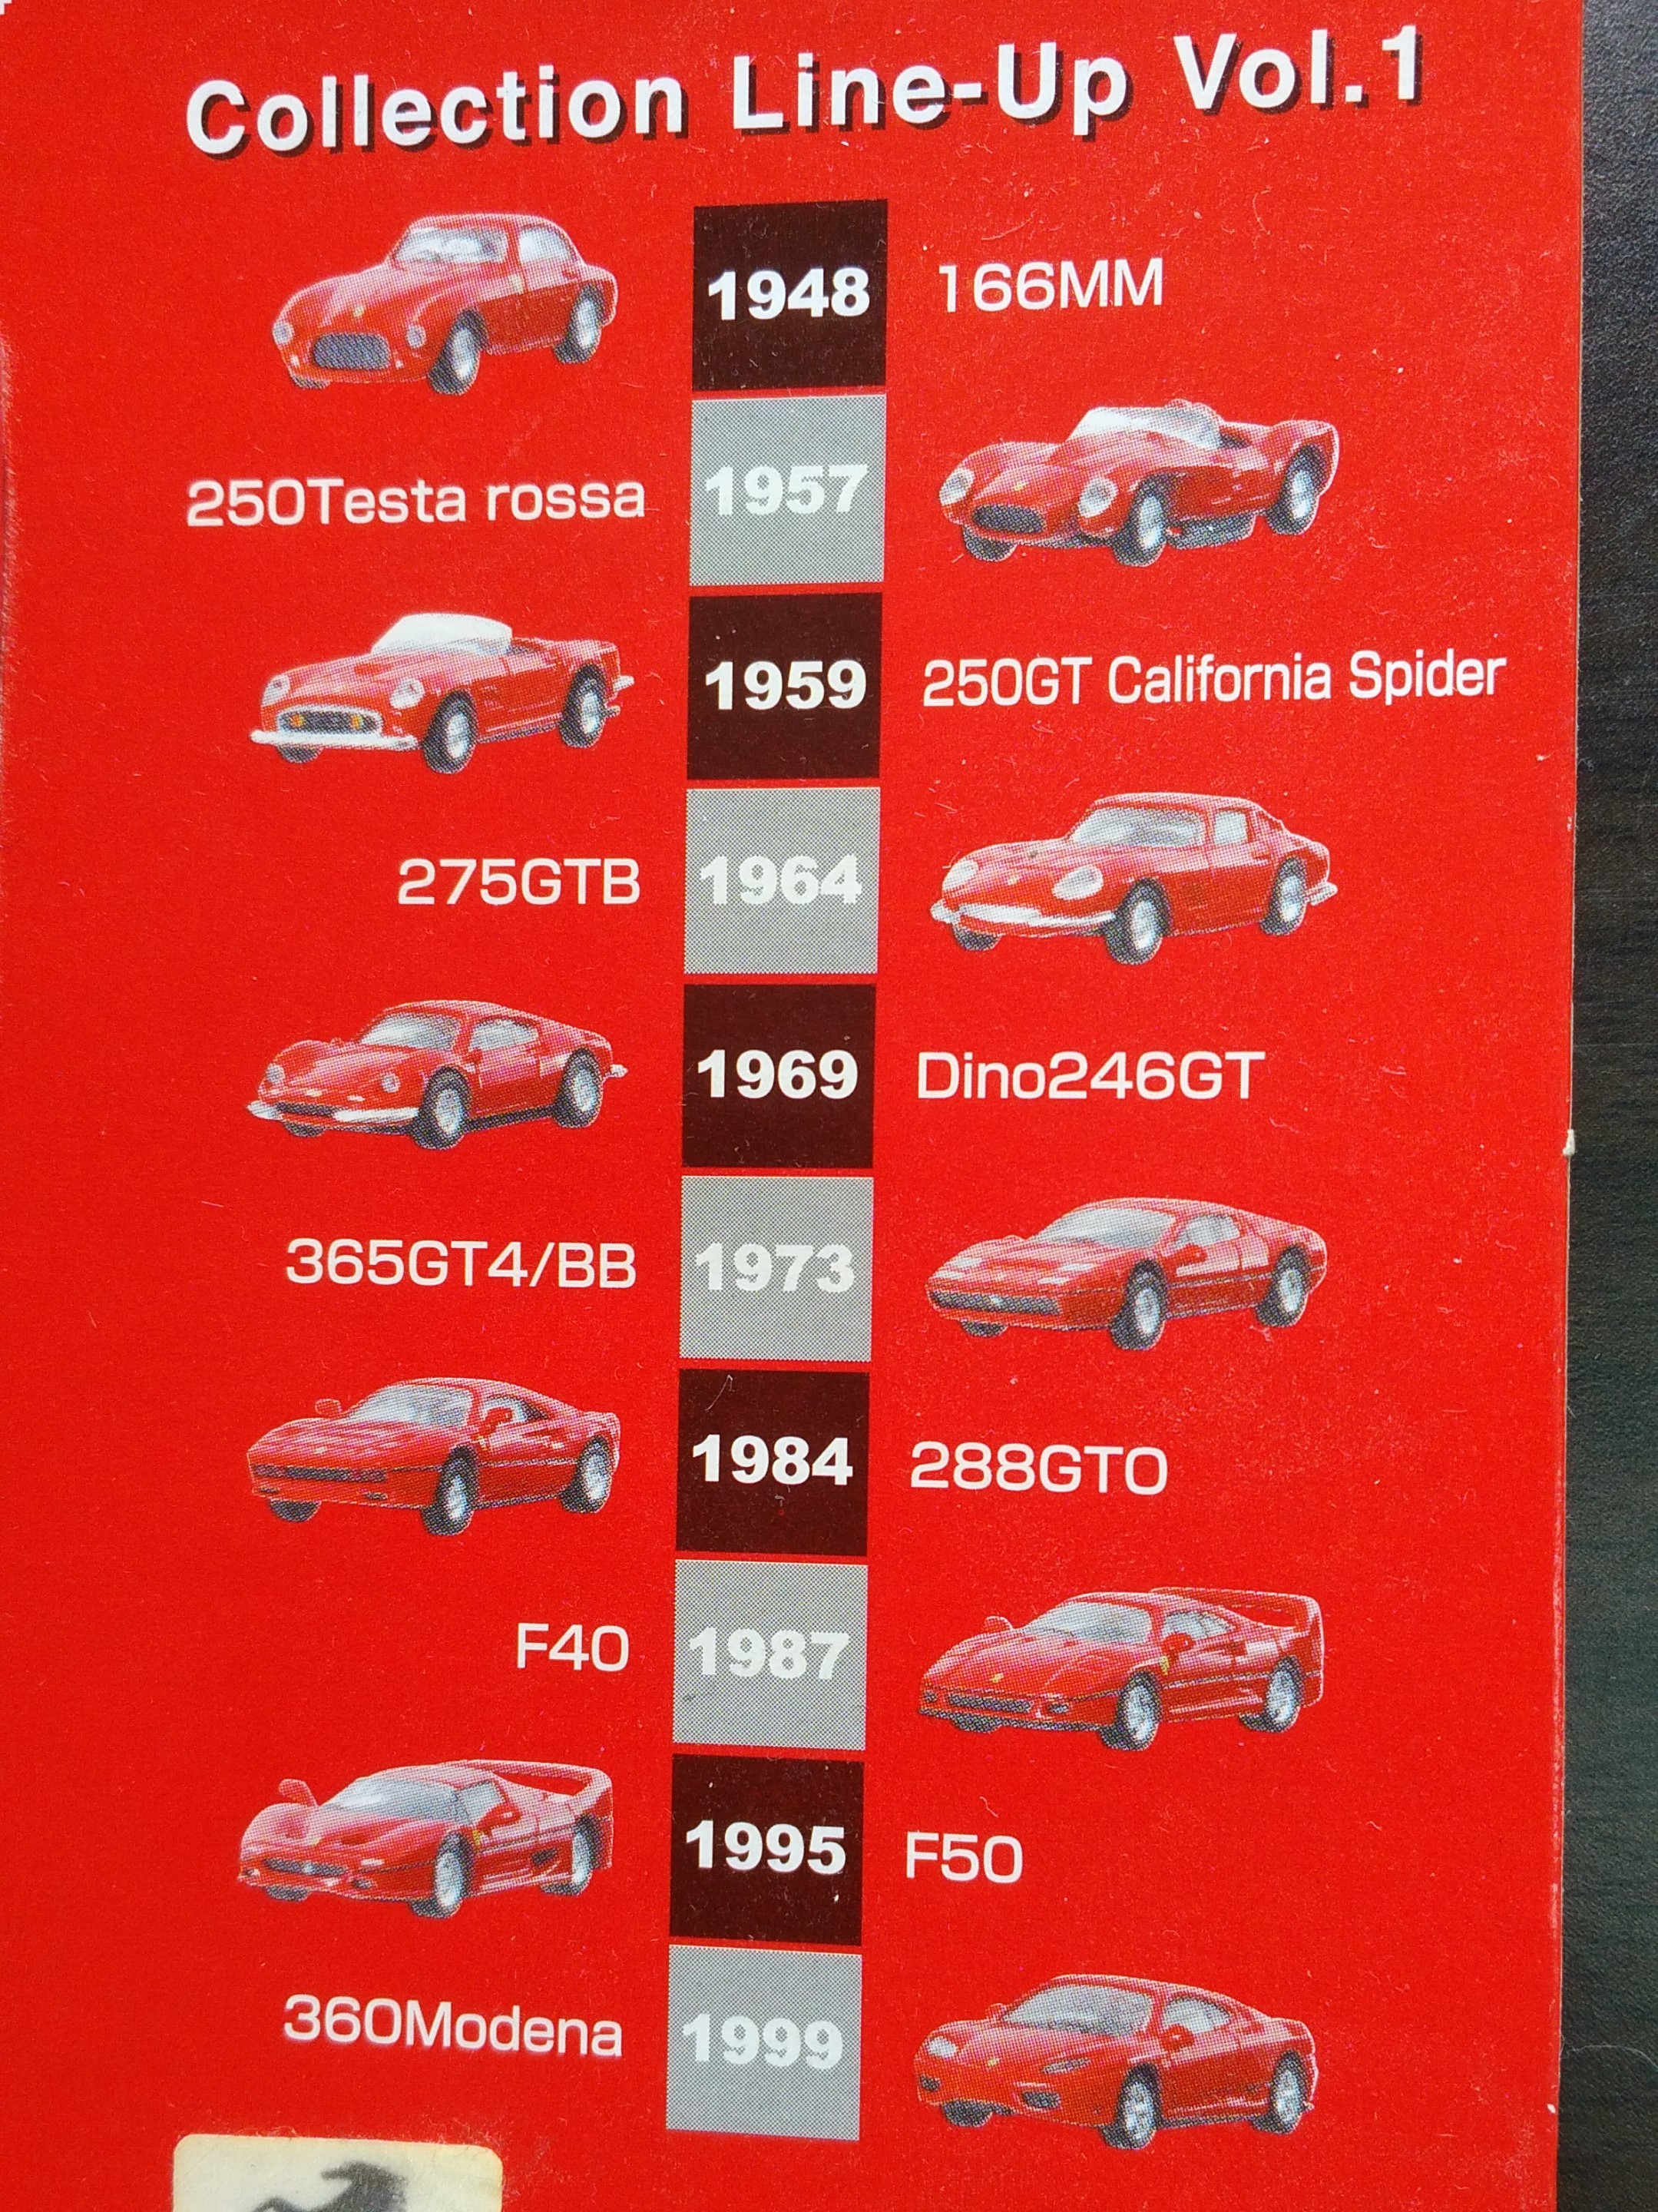 Collection Line-Up Vol.1
1948 166MM
250Testa rossa 1957
1959 250GT California Spider
275GTB 1964
1969 Dino246GT
365GT4/BB 1973
1984 288GTO
F40 1987
1995 F50
360Modena 1999